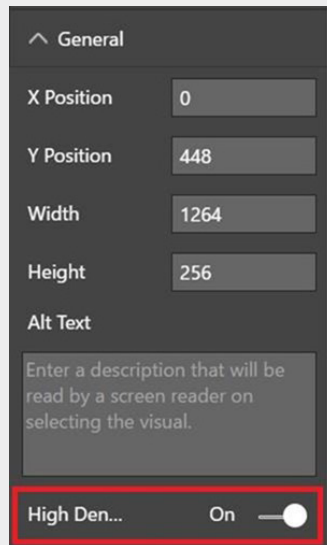 General
X Position 0
Y Position 448
Width 1264
Height 256
Alt Text
Enter a description that will be
read by a screen reader on
selecting the visual.
High Den... On